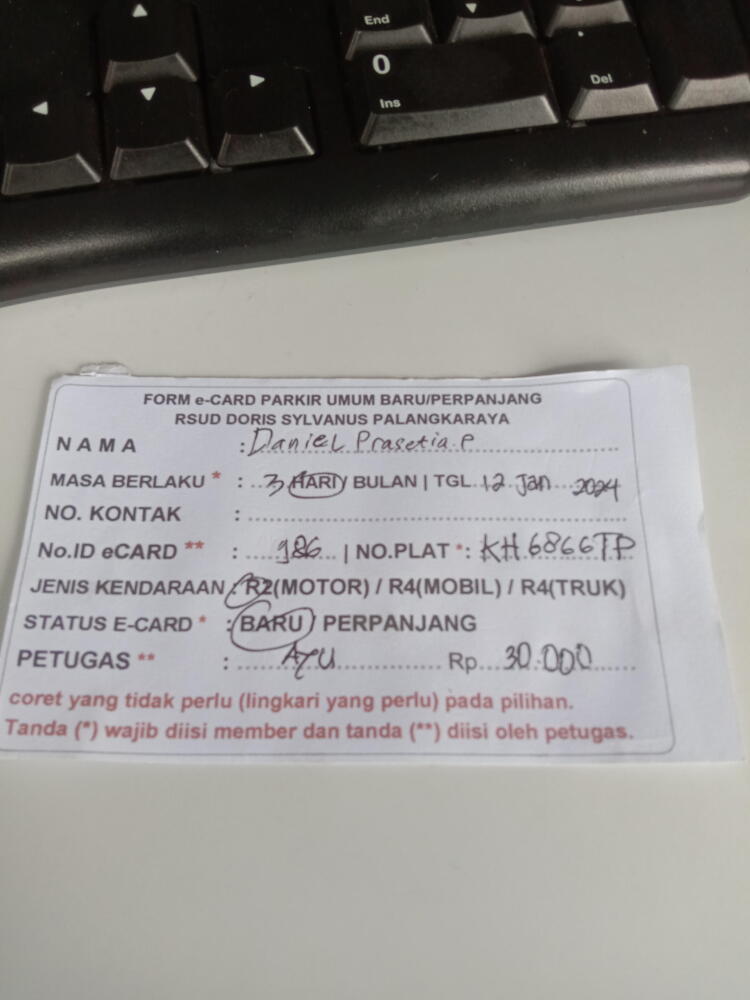 End
0
Ins
Del
FORM e-CARD PARKIR UMUM BARU/PERPANJANG
RSUD DORIS SYLVANUS PALANGKARAYA
NAMA : Daniel Prasetia.P
MASA BERLAKU * : 3 HARI/ BULAN | TGL 12 Jan 2024
NO. KONTAK :
No.ID eCARD ** : 986 | NO.PLAT *: KH 6866TP
JENIS KENDARAAN : R2(MOTOR) / R4(MOBIL) / R4(TRUK)
STATUS E-CARD * : BARU / PERPANJANG
PETUGAS ** : AYU Rp. 30.000
coret yang tidak perlu (lingkari yang perlu) pada pilihan.
Tanda (*) wajib diisi member dan tanda (**) diisi oleh petugas.